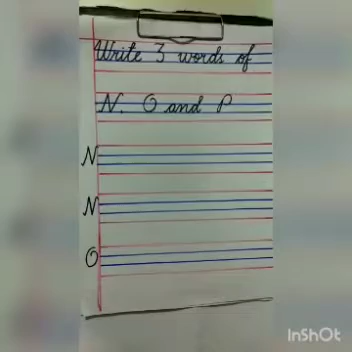 Write 3 words of
N. O and P
N
N
O
InShOt